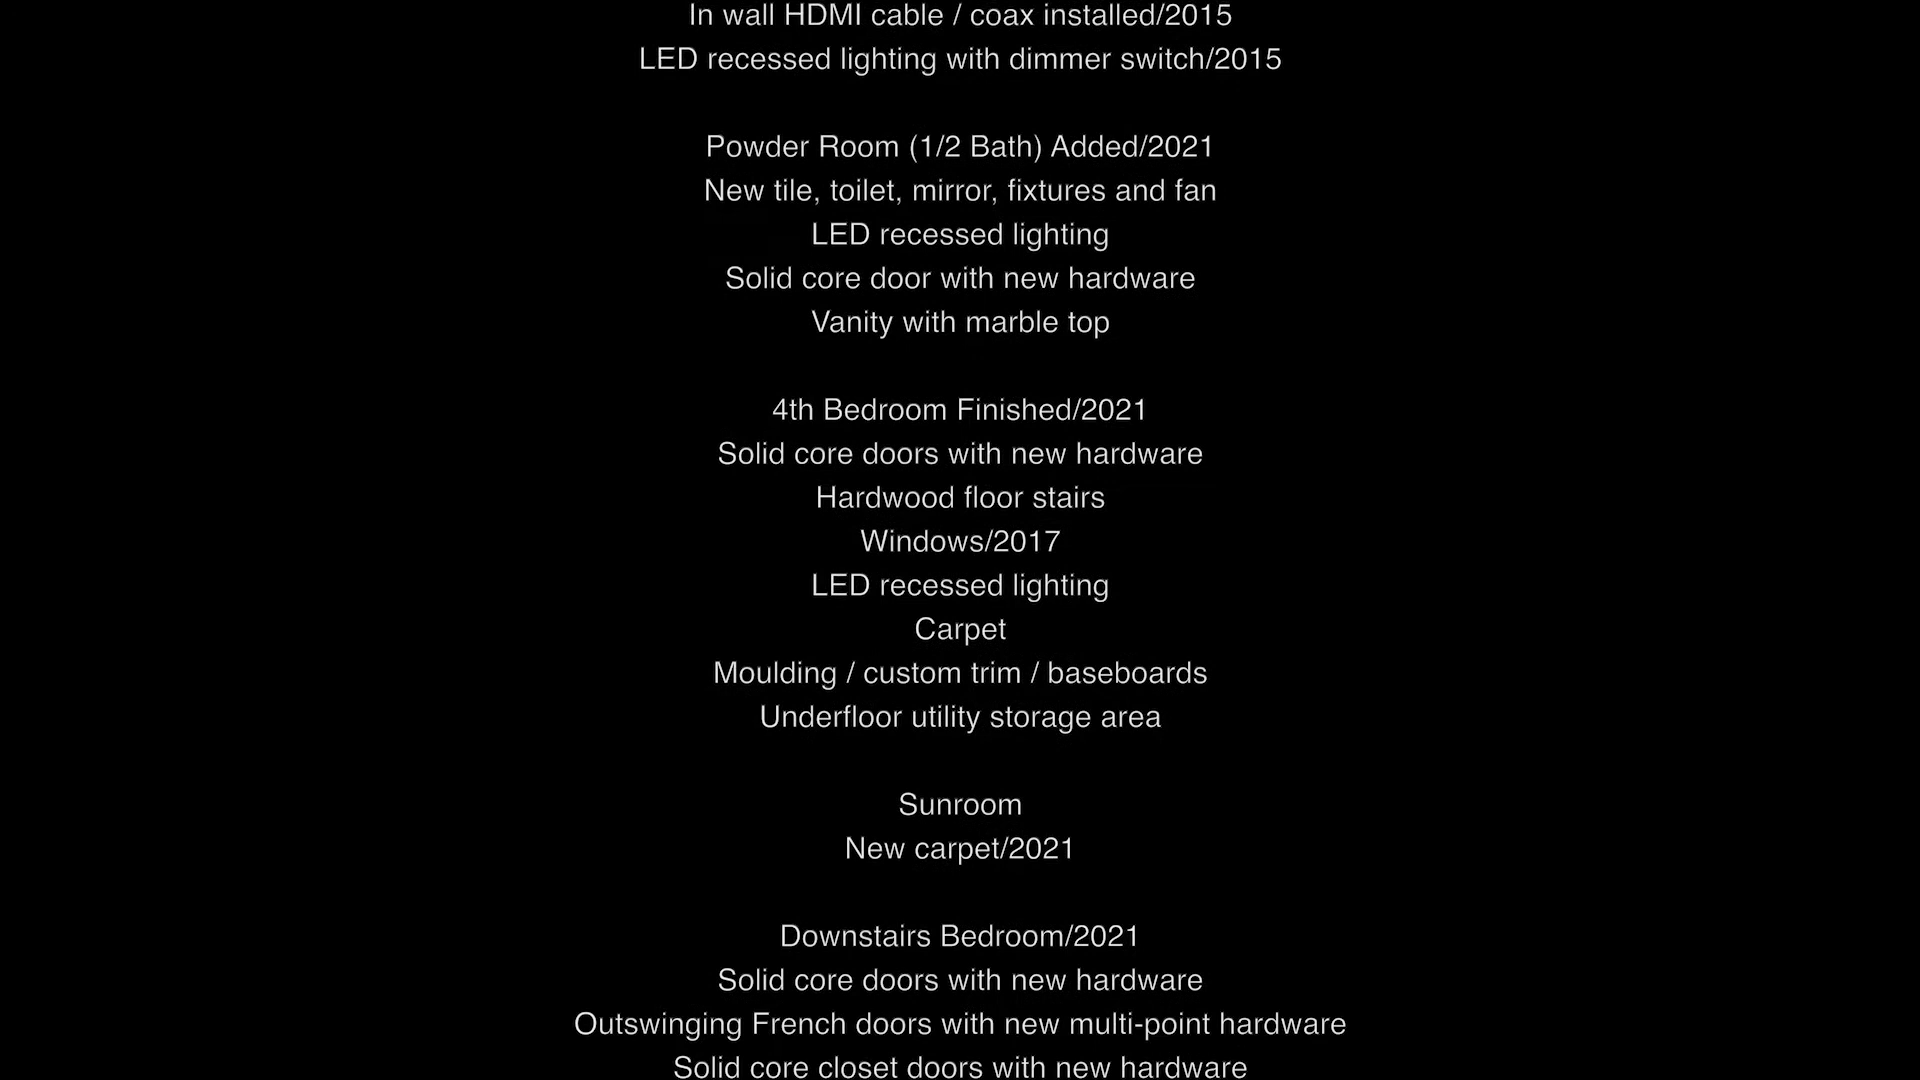 In wall HDMI cable / coax installed/2015
LED recessed lighting with dimmer switch/2015
Powder Room (1/2 Bath) Added/2021
New tile, toilet, mirror, fixtures and fan
LED recessed lighting
Solid core door with new hardware
Vanity with marble top
4th Bedroom Finished/2021
Solid core doors with new hardware
Hardwood floor stairs
Windows/2017
LED recessed lighting
Carpet
Moulding / custom trim / baseboards
Underfloor utility storage area
Sunroom
New carpet/2021
Downstairs Bedroom/2021
Solid core doors with new hardware
Outswinging French doors with new multi-point hardware
Solid core closet doors with new hardware